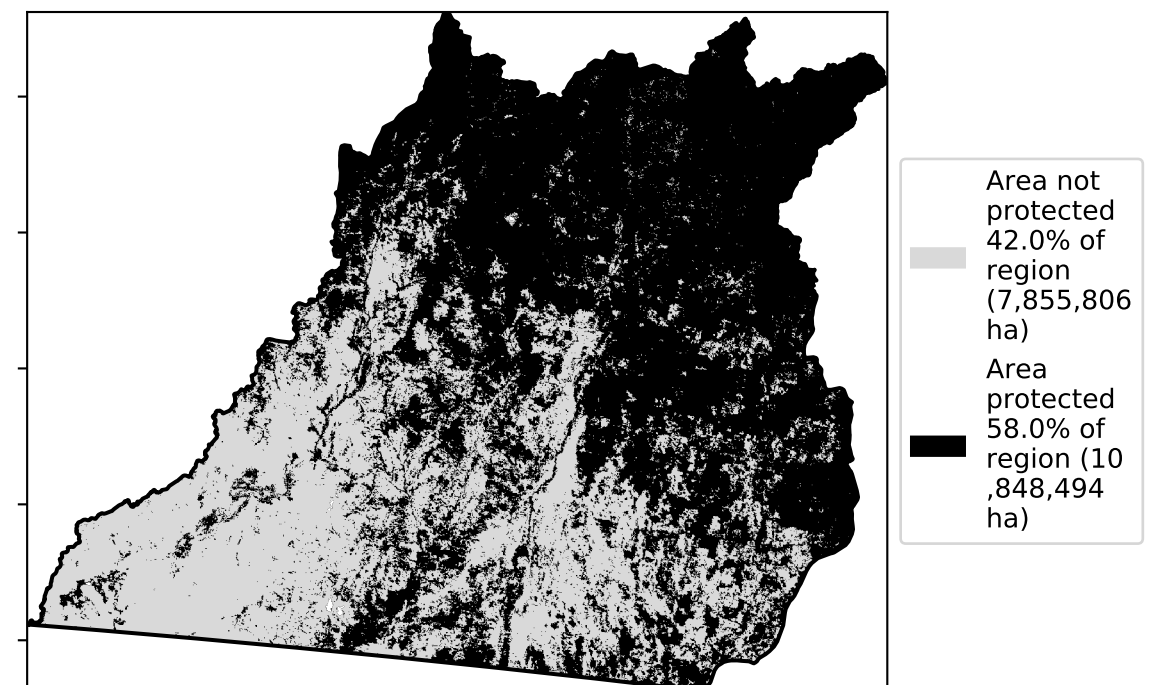 Area not
protected
42.0% of
region
(7,855,806
ha)
Area
protected
58.0% of
region (10
,848,494
ha)